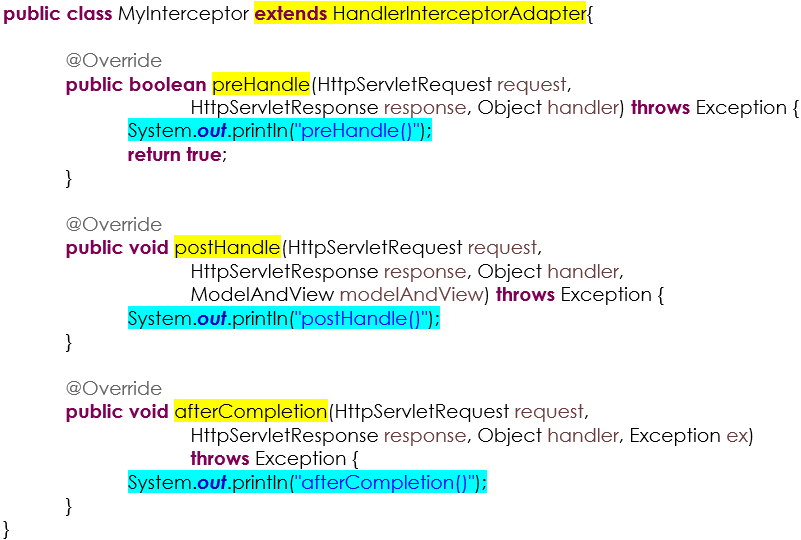 public class MyInterceptor extends HandlerInterceptorAdapter{
@Override
public boolean preHandle(HttpServletRequest request,
HttpServletResponse response, Object handler) throws Exception {
System.out.println("preHandle()");
return true;
}
@Override
public void postHandle(HttpServletRequest request,
HttpServletResponse response, Object handler,
ModelAndView modelAndView) throws Exception {
System.out.println("postHandle()");
}
@Override
public void afterCompletion(HttpServletRequest request,
HttpServletResponse response, Object handler, Exception ex)
throws Exception {
System.out.println("afterCompletion()");
}
}